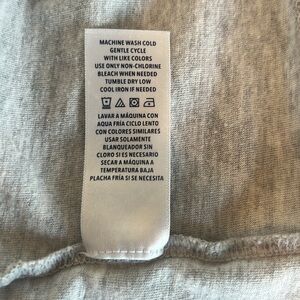 MACHINE WASH COLD
GENTLE CYCLE
WITH LIKE COLORS
USE ONLY NON-CHLORINE
BLEACH WHEN NEEDED
TUMBLE DRY LOW
COOL IRON IF NEEDED
LAVAR A MÁQUINA CON
AQUA FRÍA CICLO LENTO
CON COLORES SIMILARES
USAR SOLAMENTE
BLANQUEADOR SIN
CLORO SI ES NECESARIO
SECAR A MÁQUINA A
TEMPERATURA BAJA
PLACHA FRÍA SI SE NECESITA